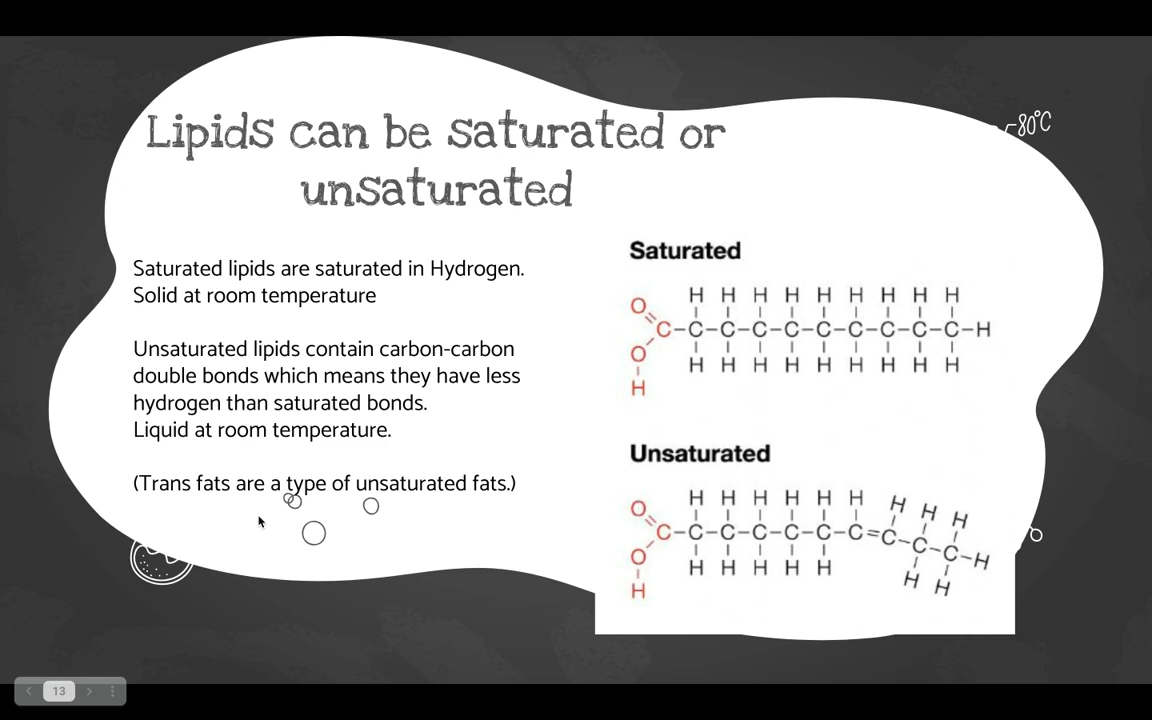 Lipids can be saturated or
unsaturated
-80°C
Saturated lipids are saturated in Hydrogen.
Solid at room temperature
Unsaturated lipids contain carbon-carbon
double bonds which means they have less
hydrogen than saturated bonds.
Liquid at room temperature.
(Trans fats are a type of unsaturated fats.)
Saturated
H H H H H H H H H
O
C-C-C-C-C-C-C-C-C-C-H
O
H H H H H H H H H
H
Unsaturated
H H H H H H H H H
O
C-C-C-C-C-C-C=C-C-C-H
O
H H H H H H H
H
13